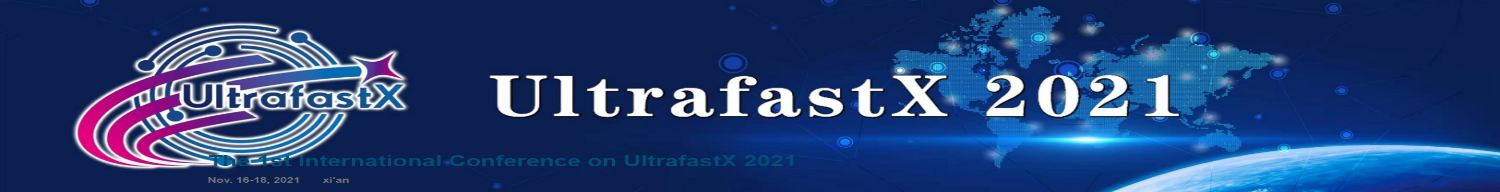 UltrafastX
UltrafastX 2021
The 1st International Conference on UltrafastX 2021
Nov. 16-18, 2021 xi'an